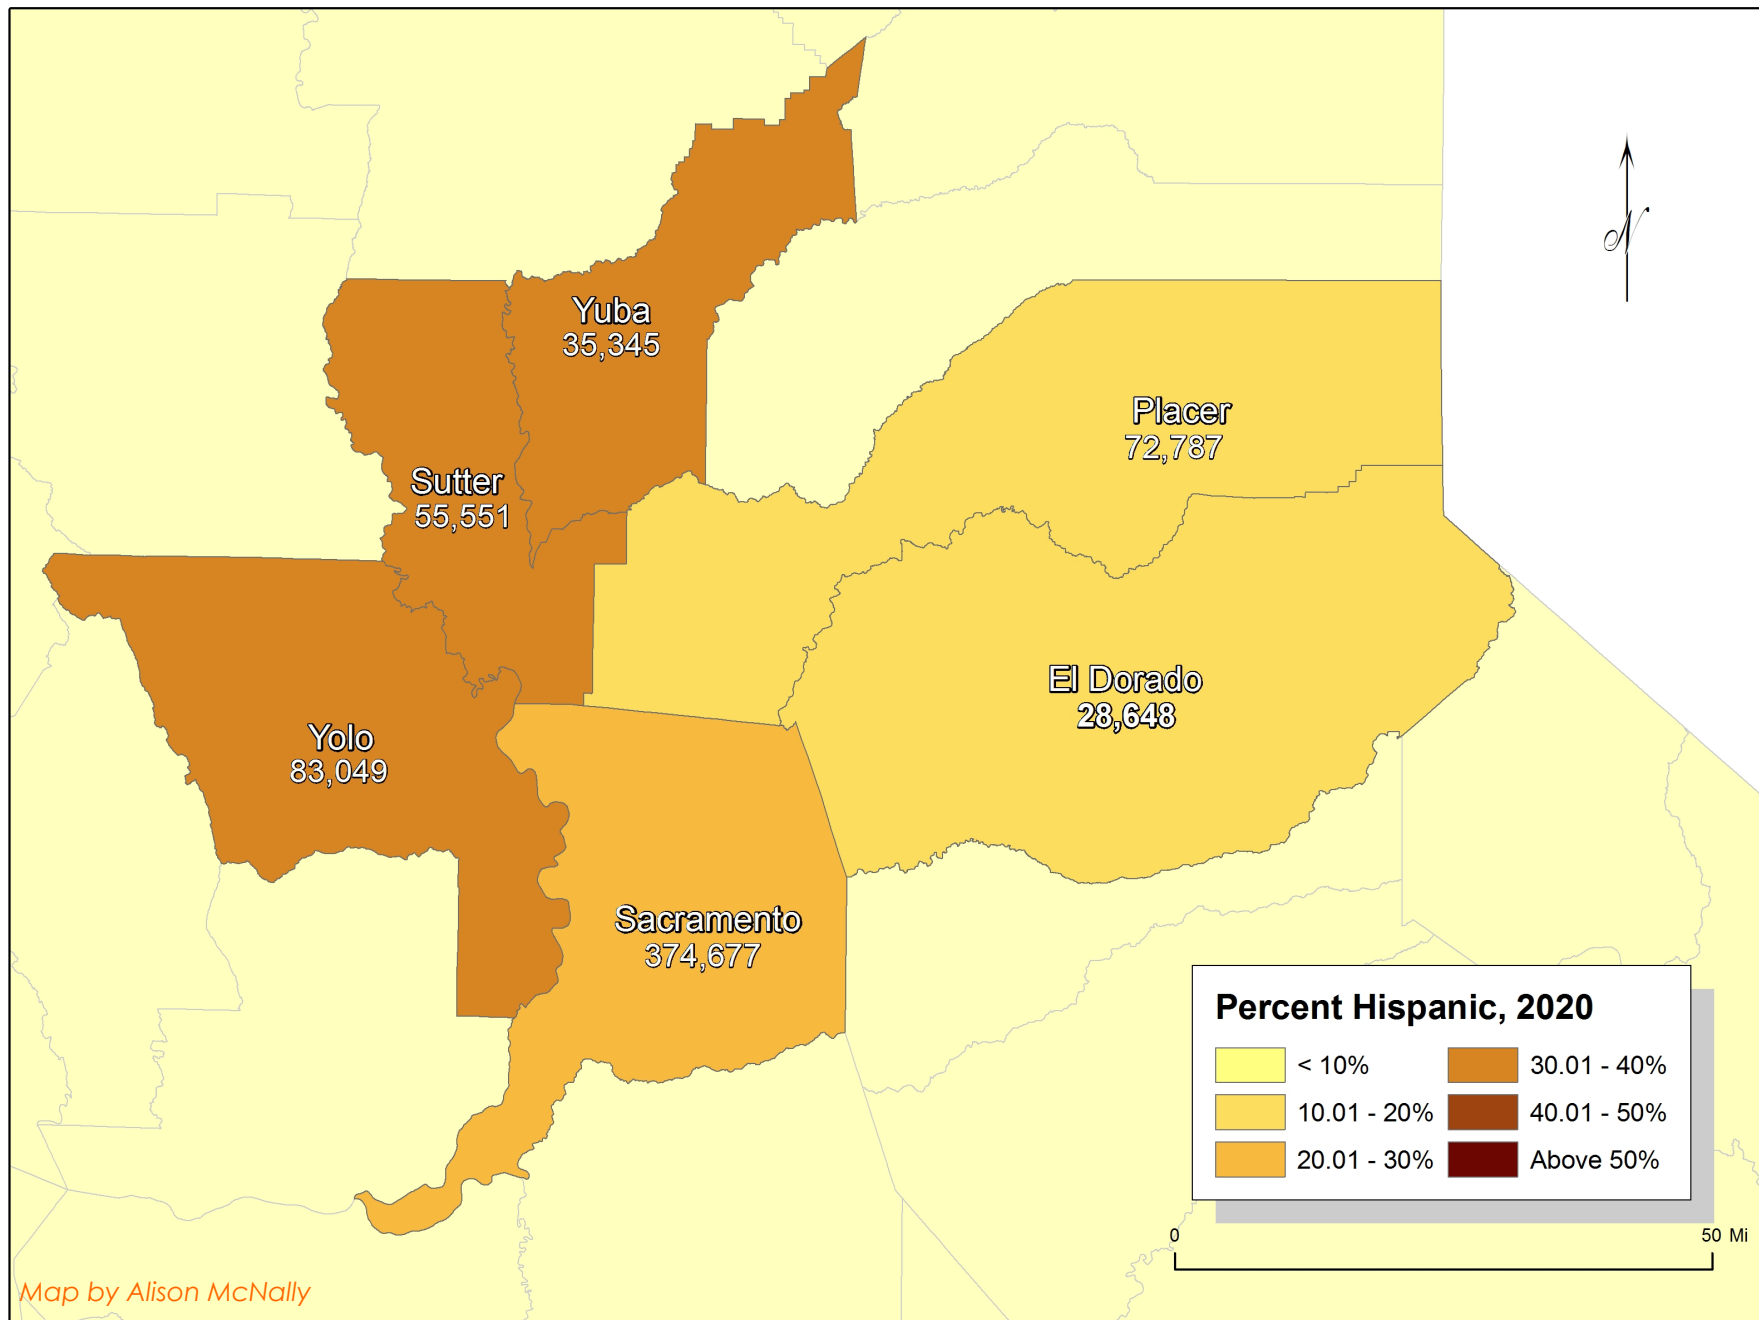 Yuba
35,345
Placer
72,787
Sutter
55,551
El Dorado
28,648
Yolo
83,049
Sacramento
374,677
N
Percent Hispanic, 2020
< 10%
10.01 - 20%
20.01 - 30%
30.01 - 40%
40.01 - 50%
Above 50%
0 50 Mi
Map by Alison McNally